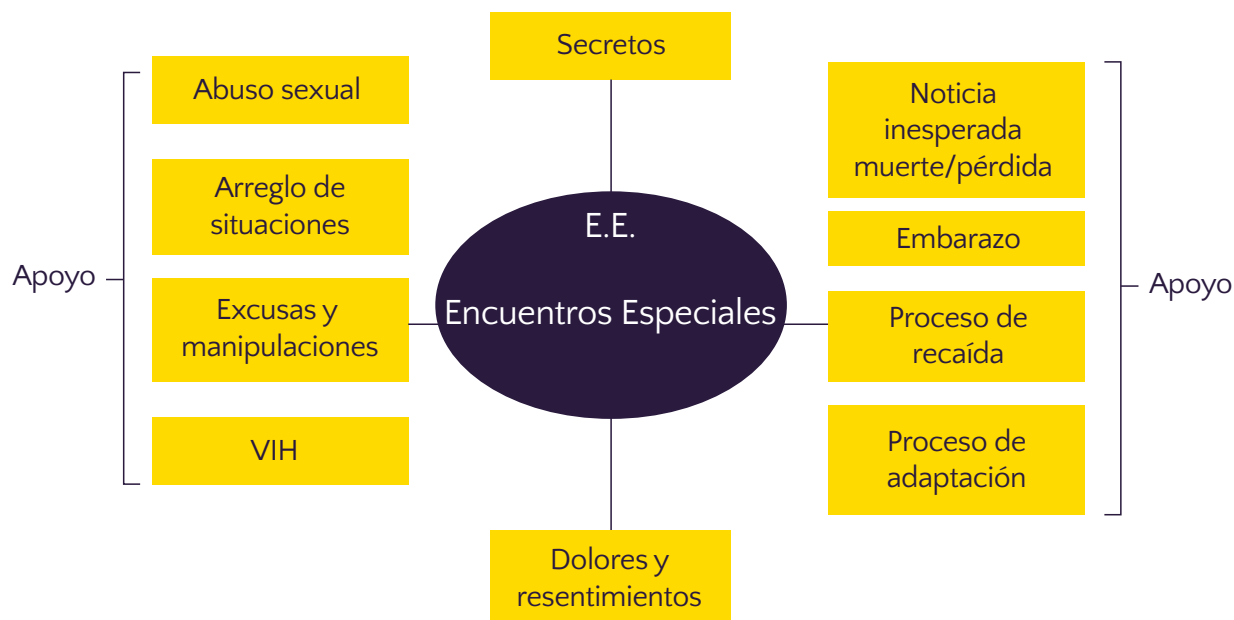 Secretos
Apoyo
Abuso sexual
Arreglo de
situaciones
Excusas y
manipulaciones
VIH
E.E.
Encuentros Especiales
Noticia
inesperada
muerte/pérdida
Embarazo
Proceso de
recaída
Proceso de
adaptación
Apoyo
Dolores y
resentimientos